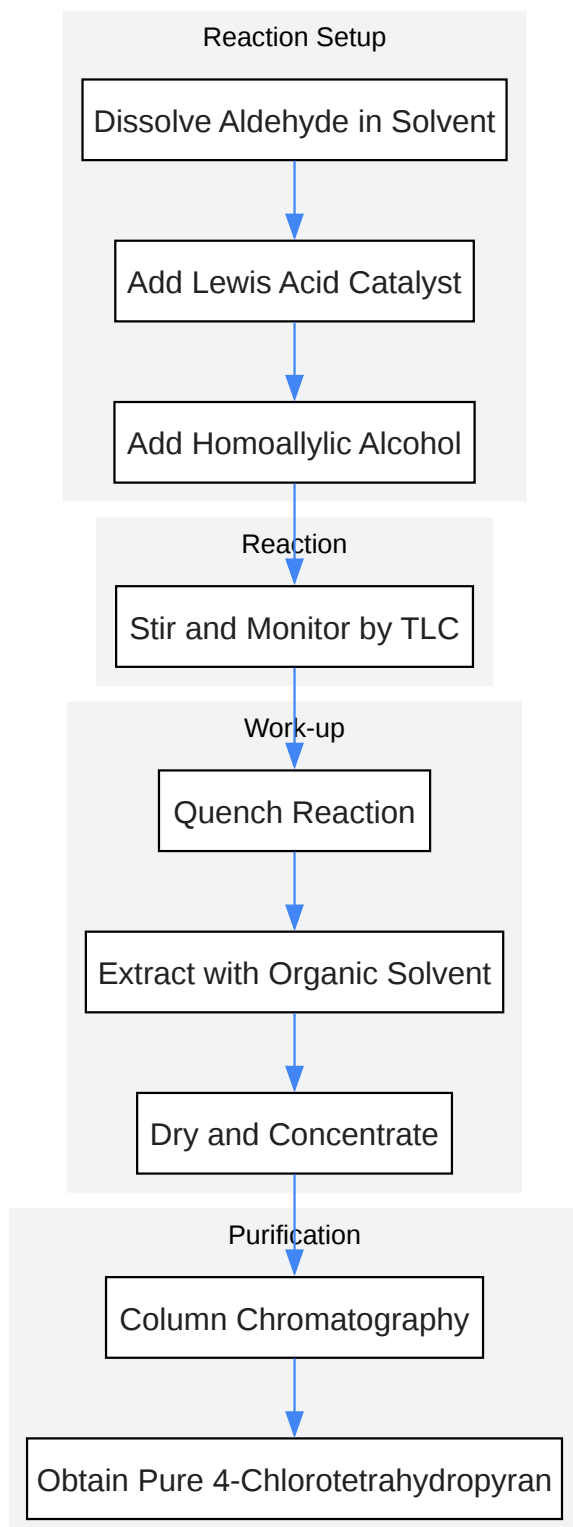 Reaction Setup
Dissolve Aldehyde in Solvent
Add Lewis Acid Catalyst
Add Homoallylic Alcohol
Reaction
Stir and Monitor by TLC
Work-up
Quench Reaction
Extract with Organic Solvent
Dry and Concentrate
Purification
Column Chromatography
Obtain Pure 4-Chlorotetrahydropyran